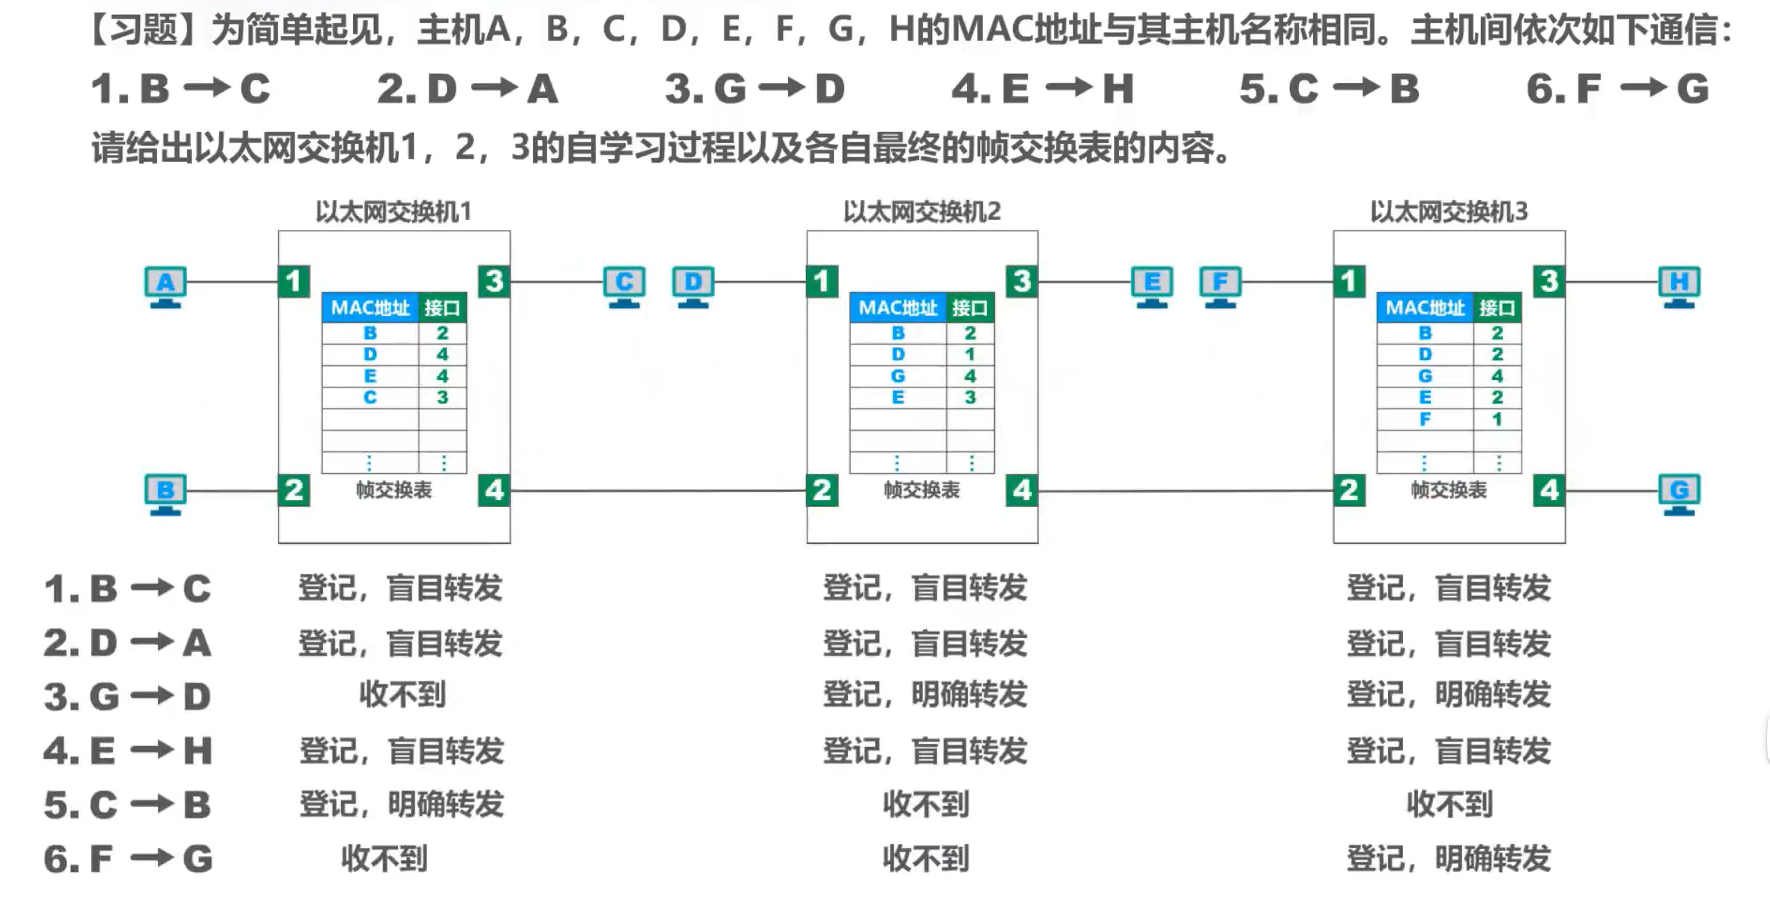 【习题】为简单起见，主机A，B，C，D，E，F，G，H的MAC地址与其主机名称相同。主机间依次如下通信：
1. B → C 2. D → A 3. G → D 4. E → H 5. C → B 6. F → G
请给出以太网交换机1，2，3的自学习过程以及各自最终的帧交换表的内容。
以太网交换机1 以太网交换机2 以太网交换机3
A 1 3 C D 1 3 E F 1 3 H
MAC地址 接口 MAC地址 接口 MAC地址 接口
B 2 B 2 B 2
D 4 D 1 D 2
E 4 G 4 G 4
C 3 E 3 E 2
F 1
⋮ ⋮ ⋮ ⋮ ⋮ ⋮
B 2 帧交换表 4 2 帧交换表 4 2 帧交换表 4 G
1. B → C 登记，盲目转发 登记，盲目转发 登记，盲目转发
2. D → A 登记，盲目转发 登记，盲目转发 登记，盲目转发
3. G → D 收不到 登记，明确转发 登记，明确转发
4. E → H 登记，盲目转发 登记，盲目转发 登记，盲目转发
5. C → B 登记，明确转发 收不到 收不到
6. F → G 收不到 收不到 登记，明确转发